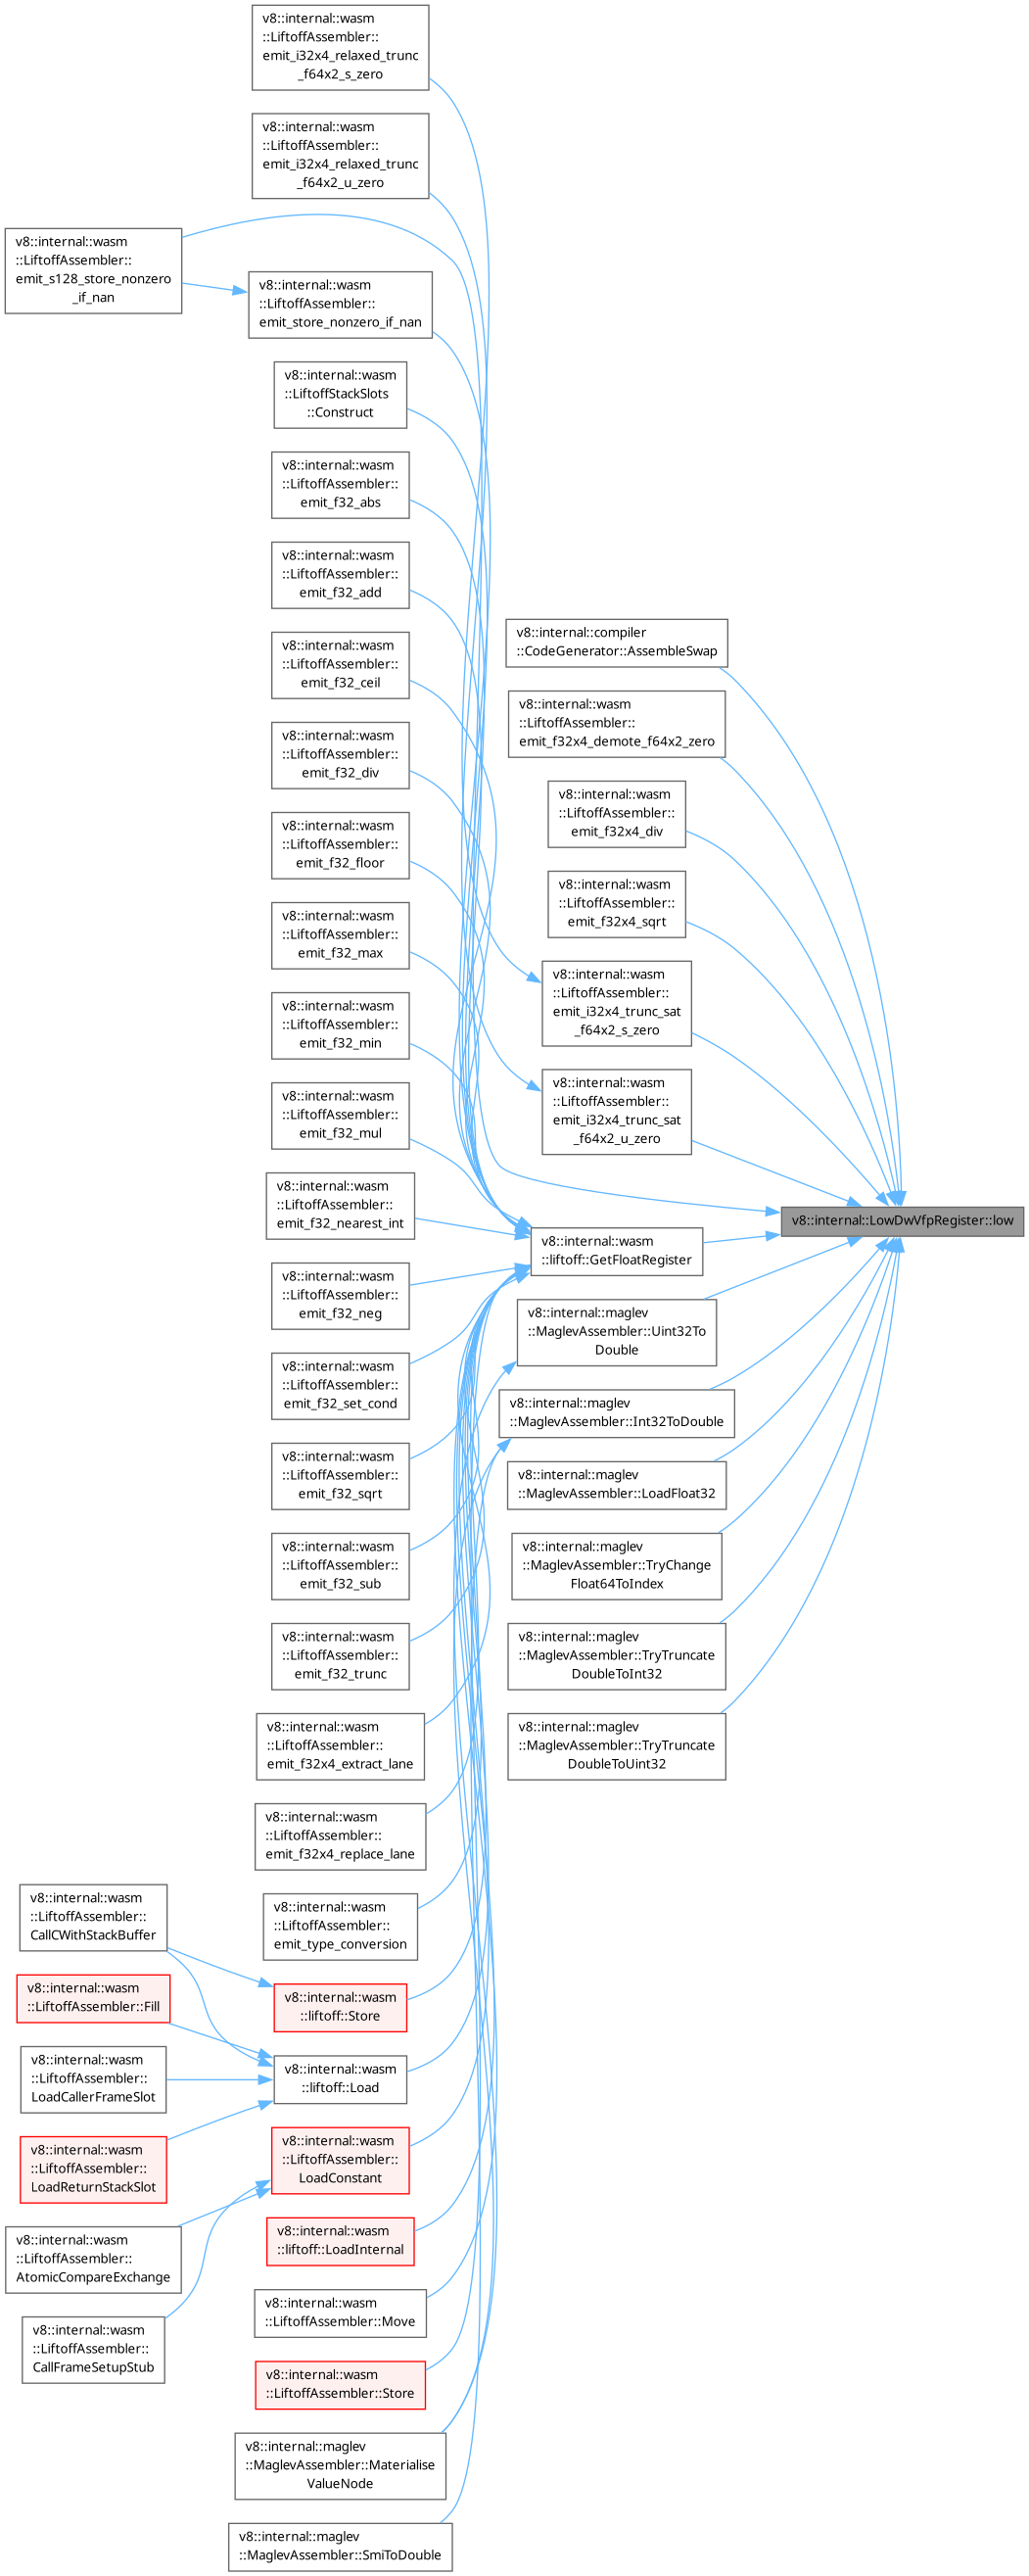 v8::internal::wasm
::LiftoffAssembler::
emit_i32x4_relaxed_trunc
_f64x2_s_zero
v8::internal::wasm
::LiftoffAssembler::
emit_i32x4_relaxed_trunc
_f64x2_u_zero
v8::internal::wasm
::LiftoffAssembler::
emit_s128_store_nonzero
_if_nan
v8::internal::wasm
::LiftoffAssembler::
emit_store_nonzero_if_nan
v8::internal::wasm
::LiftoffStackSlots
::Construct
v8::internal::wasm
::LiftoffAssembler::
emit_f32_abs
v8::internal::wasm
::LiftoffAssembler::
emit_f32_add
v8::internal::wasm
::LiftoffAssembler::
emit_f32_ceil
v8::internal::wasm
::LiftoffAssembler::
emit_f32_div
v8::internal::wasm
::LiftoffAssembler::
emit_f32_floor
v8::internal::wasm
::LiftoffAssembler::
emit_f32_max
v8::internal::wasm
::LiftoffAssembler::
emit_f32_min
v8::internal::wasm
::LiftoffAssembler::
emit_f32_mul
v8::internal::wasm
::LiftoffAssembler::
emit_f32_nearest_int
v8::internal::wasm
::LiftoffAssembler::
emit_f32_neg
v8::internal::wasm
::LiftoffAssembler::
emit_f32_set_cond
v8::internal::wasm
::LiftoffAssembler::
emit_f32_sqrt
v8::internal::wasm
::LiftoffAssembler::
emit_f32_sub
v8::internal::wasm
::LiftoffAssembler::
emit_f32_trunc
v8::internal::wasm
::LiftoffAssembler::
emit_f32x4_extract_lane
v8::internal::wasm
::LiftoffAssembler::
emit_f32x4_replace_lane
v8::internal::wasm
::LiftoffAssembler::
emit_type_conversion
v8::internal::wasm
::liftoff::Store
v8::internal::wasm
::liftoff::Load
v8::internal::wasm
::LiftoffAssembler::
LoadConstant
v8::internal::wasm
::liftoff::LoadInternal
v8::internal::wasm
::LiftoffAssembler::Move
v8::internal::wasm
::LiftoffAssembler::Store
v8::internal::maglev
::MaglevAssembler::Materialise
ValueNode
v8::internal::maglev
::MaglevAssembler::SmiToDouble
v8::internal::wasm
::LiftoffAssembler::
CallCWithStackBuffer
v8::internal::wasm
::LiftoffAssembler::Fill
v8::internal::wasm
::LiftoffAssembler::
LoadCallerFrameSlot
v8::internal::wasm
::LiftoffAssembler::
LoadReturnStackSlot
v8::internal::wasm
::LiftoffAssembler::
AtomicCompareExchange
v8::internal::wasm
::LiftoffAssembler::
CallFrameSetupStub
v8::internal::compiler
::CodeGenerator::AssembleSwap
v8::internal::wasm
::LiftoffAssembler::
emit_f32x4_demote_f64x2_zero
v8::internal::wasm
::LiftoffAssembler::
emit_f32x4_div
v8::internal::wasm
::LiftoffAssembler::
emit_f32x4_sqrt
v8::internal::wasm
::LiftoffAssembler::
emit_i32x4_trunc_sat
_f64x2_s_zero
v8::internal::wasm
::LiftoffAssembler::
emit_i32x4_trunc_sat
_f64x2_u_zero
v8::internal::wasm
::liftoff::GetFloatRegister
v8::internal::maglev
::MaglevAssembler::Uint32To
Double
v8::internal::maglev
::MaglevAssembler::Int32ToDouble
v8::internal::maglev
::MaglevAssembler::LoadFloat32
v8::internal::maglev
::MaglevAssembler::TryChange
Float64ToIndex
v8::internal::maglev
::MaglevAssembler::TryTruncate
DoubleToInt32
v8::internal::maglev
::MaglevAssembler::TryTruncate
DoubleToUint32
v8::internal::LowDwVfpRegister::low